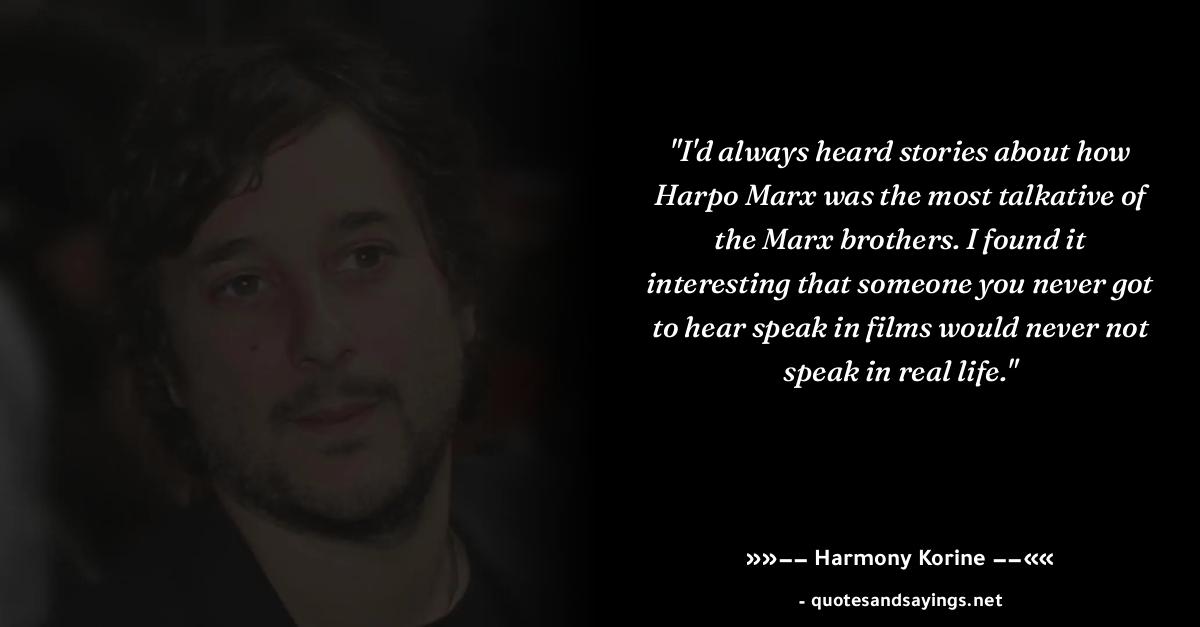 "I'd always heard stories about how
Harpo Marx was the most talkative of
the Marx brothers. I found it
interesting that someone you never got
to hear speak in films would never not
speak in real life."
»»–– Harmony Korine ––««
- quotesandsayings.net